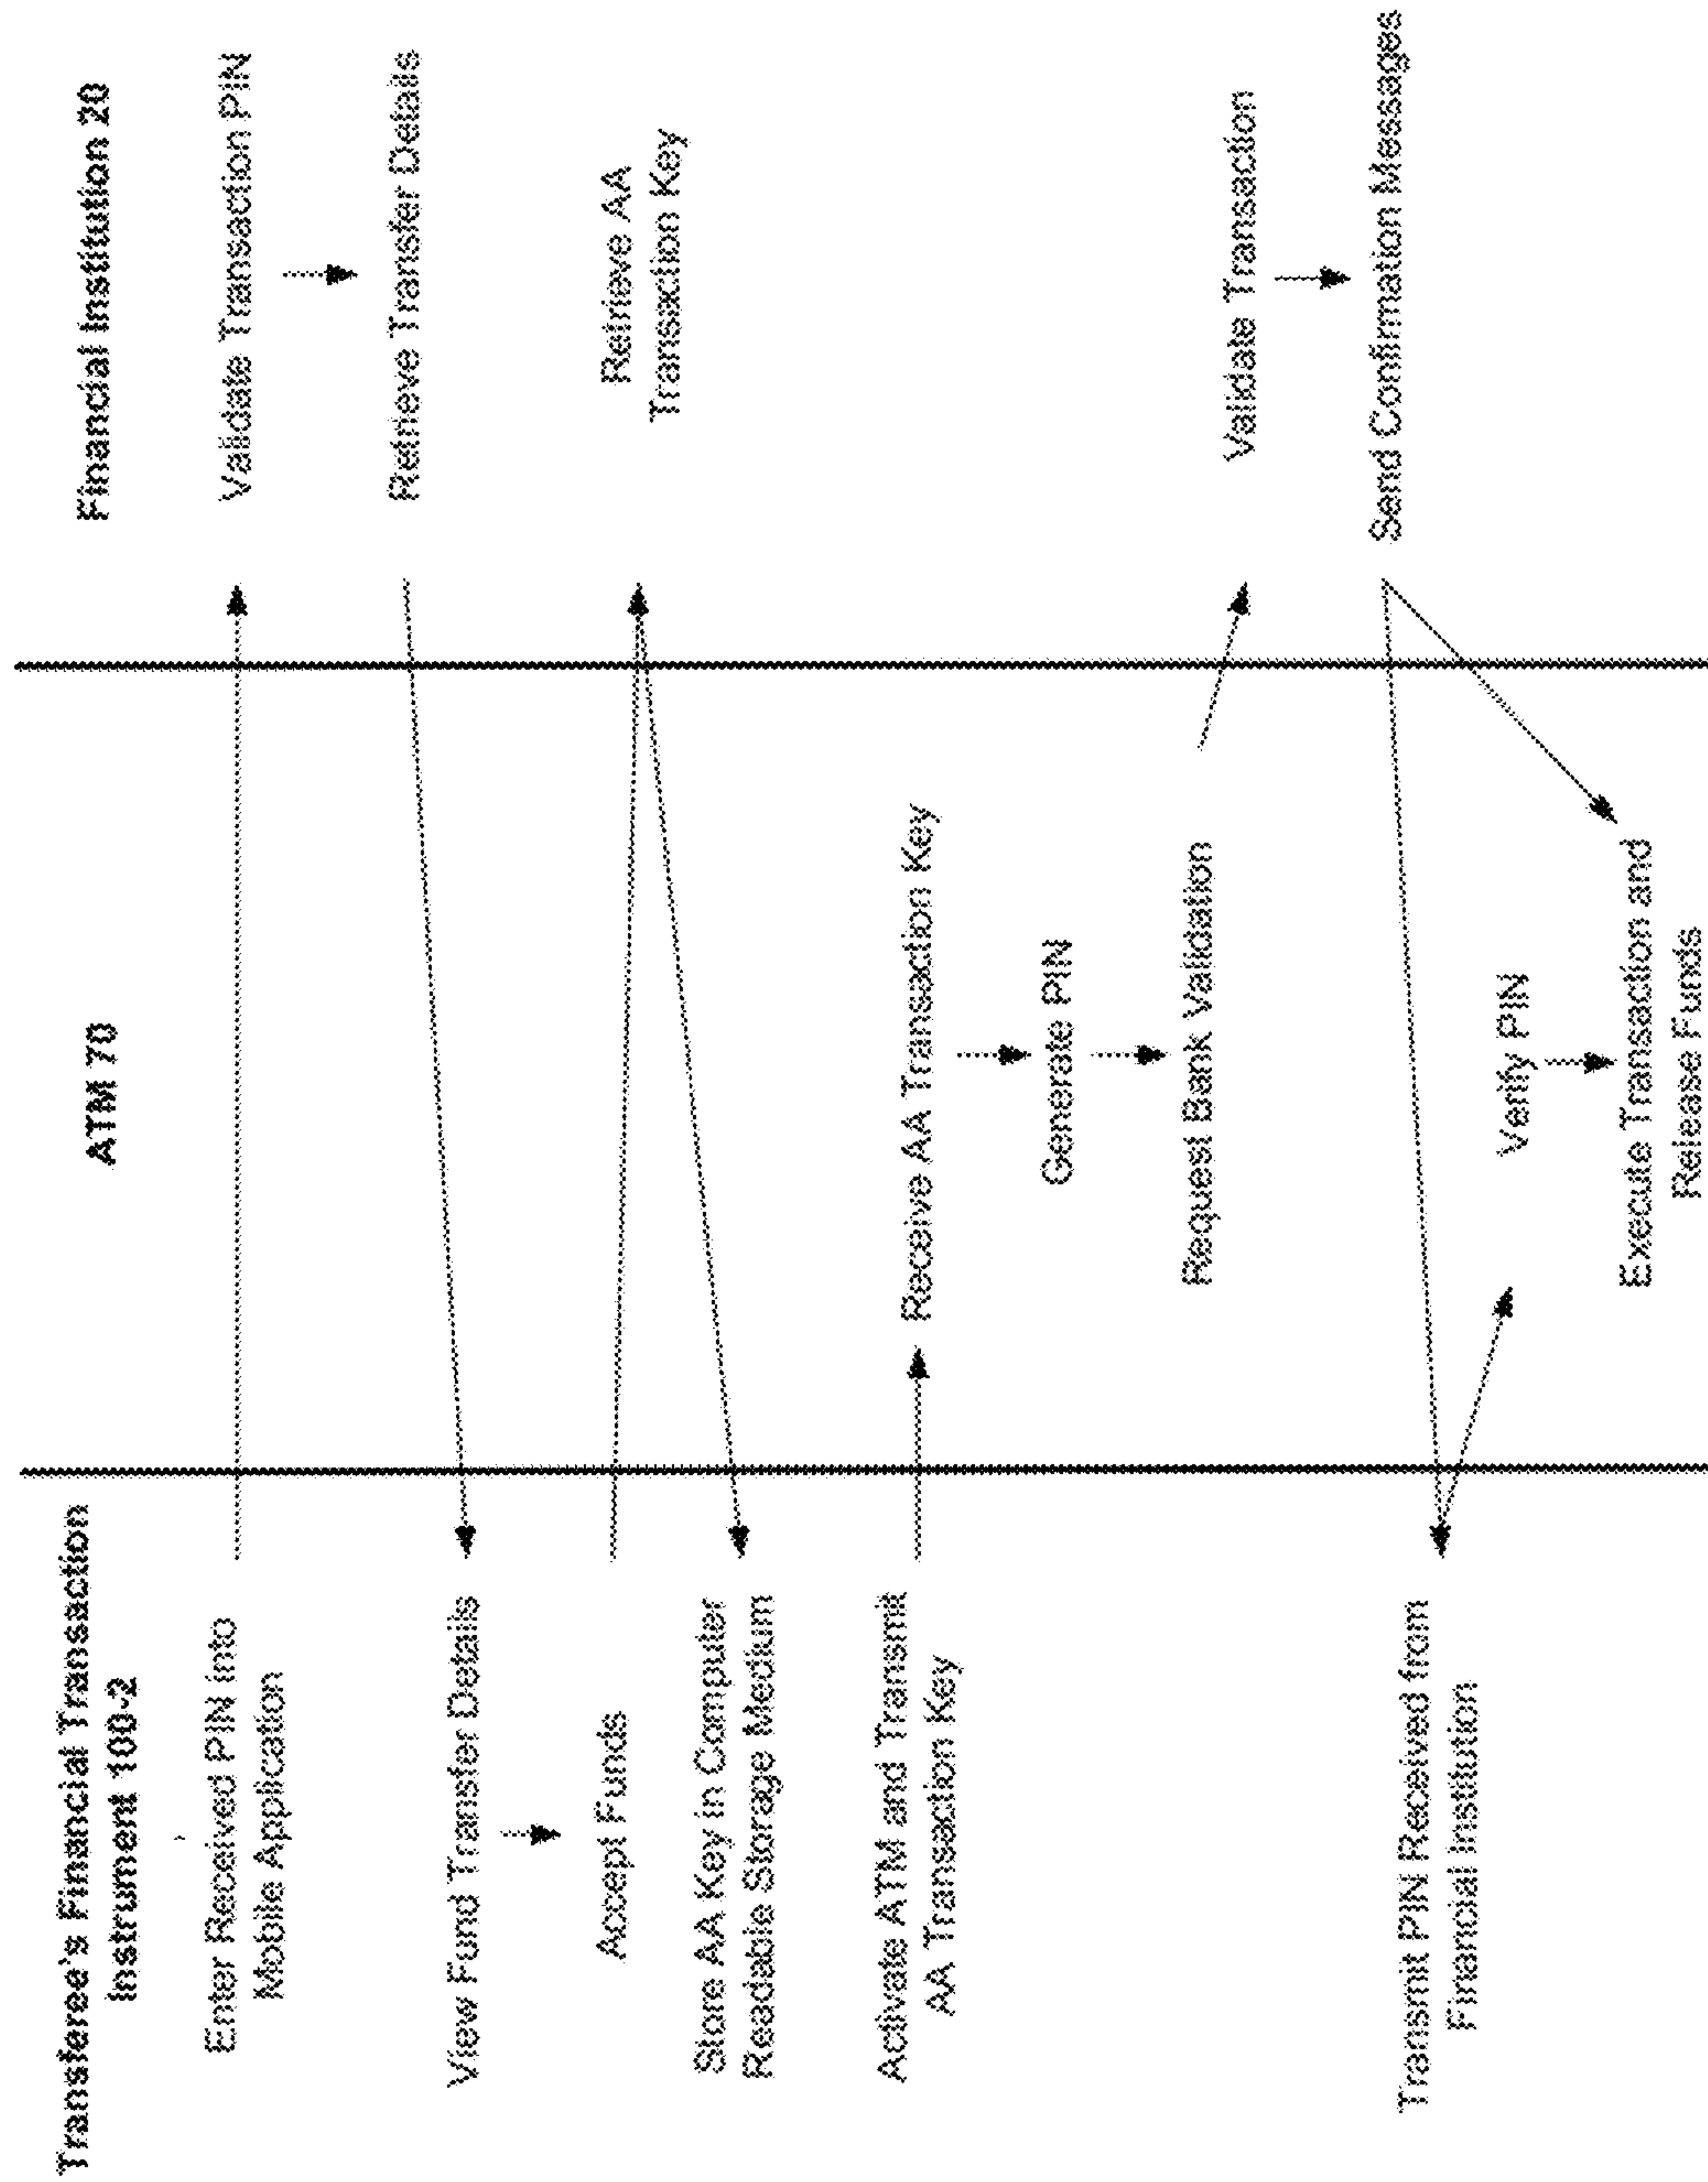 Transferee's Financial Transaction
Instrument 100-2
ATM 70
Financial Institution 20
Enter Received PIN into
Mobile Application
Validate Transaction PIN
Retrieve Transfer Details
View Fund Transfer Details
Accept Funds
Retrieve AA
Transaction Key
Store AA Key in Computer
Readable Storage Medium
Activate ATM and Transmit
AA Transaction Key
Receive AA Transaction Key
Generate PIN
Request Bank Validation
Validate Transaction
Send Confirmation Messages
Transmit PIN Received from
Financial Institution
Verify PIN
Execute Transaction and
Release Funds